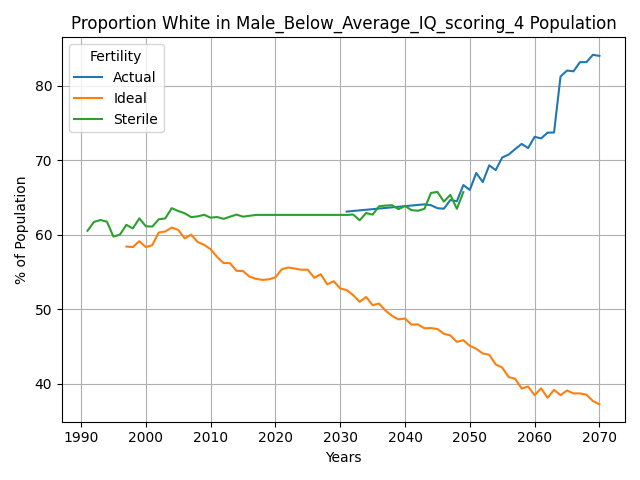 Proportion White in Male_Below_Average_IQ_scoring_4 Population
Fertility
Actual
Ideal
Sterile
% of Population
80
70
60
50
40
1990 2000 2010 2020 2030 2040 2050 2060 2070
Years